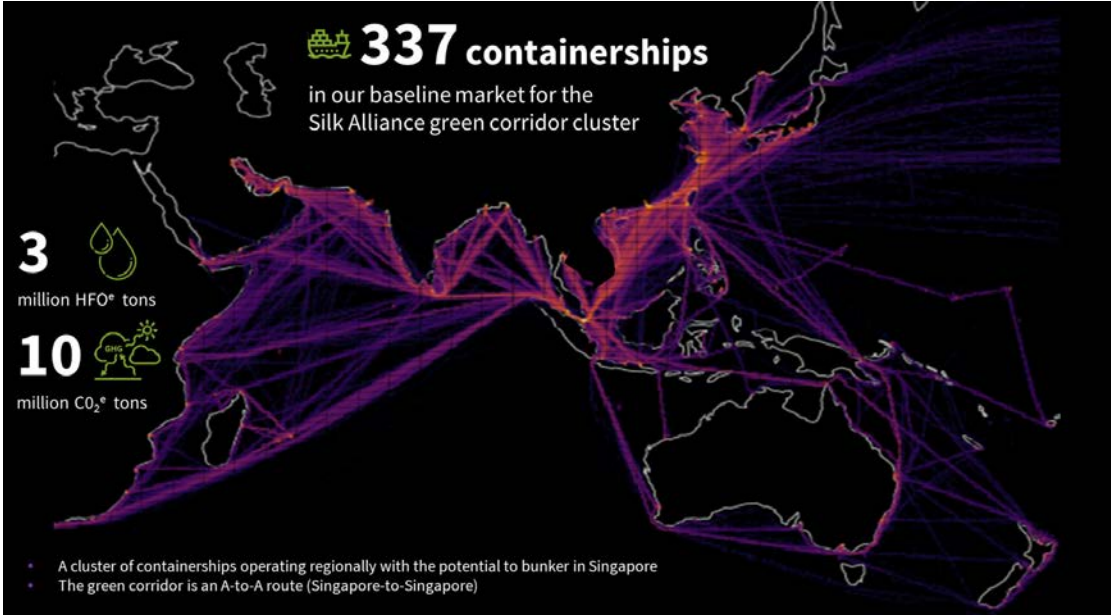 337 containerships
in our baseline market for the
Silk Alliance green corridor cluster
3
million HFOᵉ tons
GHG
10
million CO₂ᵉ tons
A cluster of containerships operating regionally with the potential to bunker in Singapore
The green corridor is an A-to-A route (Singapore-to-Singapore)